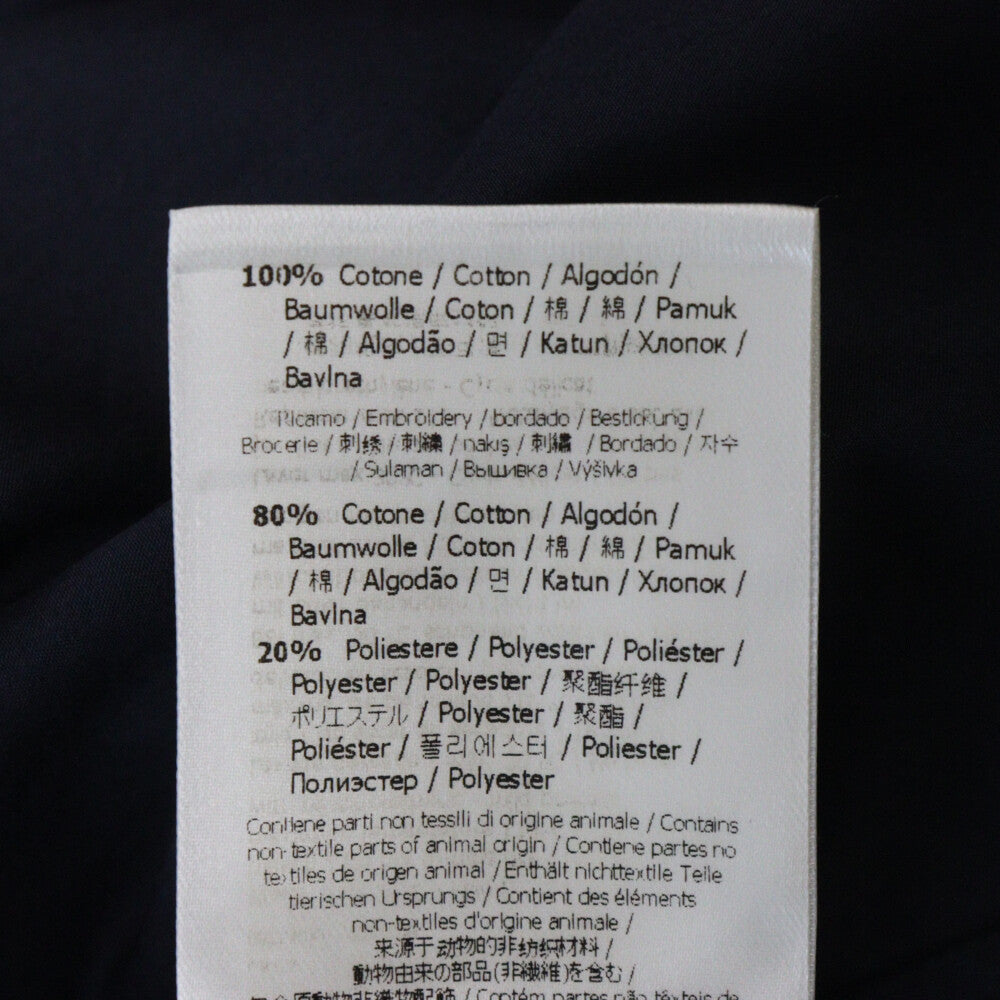 100% Cotone / Cotton / Algodón /
Baumwolle / Coton / 棉 / 綿 / Pamuk
/ 棉 / Algodão / 면 / Katun / Хлопок /
Bavlna
Ricamo / Embroidery / bordado / Bestickung /
Brocerie / 刺绣 / 刺繍 / nakış / 刺繡 / Bordado / 자수
/ Sulaman / Вышивка / Výšivka
80% Cotone / Cotton / Algodón /
Baumwolle / Coton / 棉 / 綿 / Pamuk
/ 棉 / Algodão / 면 / Katun / Хлопок /
Bavlna
20% Poliestere / Polyester / Poliéster /
Polyester / Polyester / 聚酯纤维 /
ポリエステル / Polyester / 聚酯 /
Poliéster / 폴리에스터 / Poliester /
Полиэстер / Polyester
Contiene parti non tessili di origine animale / Contains
non-textile parts of animal origin / Contiene partes no
textiles de origen animal / Enthält nichttextile Teile
tierischen Ursprungs / Contient des éléments
non-textiles d'origine animale /
来源于动物的非纺织材料 /
動物由来の部品(非繊維)を含む /
/ Contém partes não têxteis de